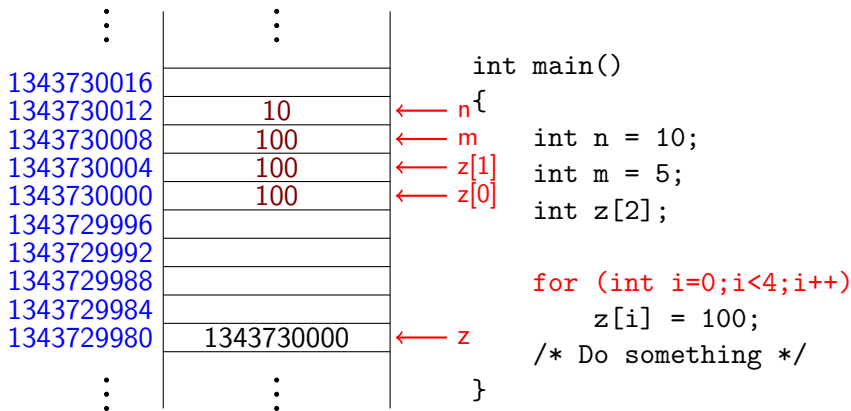 1343730016
1343730012 10 n
1343730008 100 m
1343730004 100 z[1]
1343730000 100 z[0]
1343729996
1343729992
1343729988
1343729984
1343729980 1343730000 z
int main()
{
int n = 10;
int m = 5;
int z[2];
for (int i=0;i<4;i++)
z[i] = 100;
/* Do something */
}